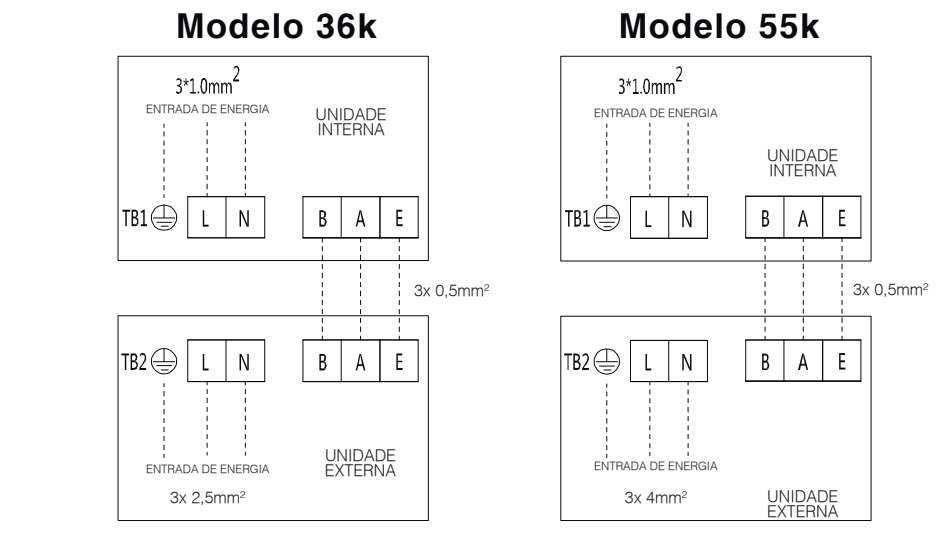 Modelo 36k
3*1.0mm²
ENTRADA DE ENERGIA
UNIDADE
INTERNA
TB1 L N B A E
3x 0,5mm²
TB2 L N B A E
UNIDADE
EXTERNA
ENTRADA DE ENERGIA
3x 2,5mm²
Modelo 55k
3*1.0mm²
ENTRADA DE ENERGIA
UNIDADE
INTERNA
TB1 L N B A E
3x 0,5mm²
TB2 L N B A E
ENTRADA DE ENERGIA
3x 4mm²
UNIDADE
EXTERNA